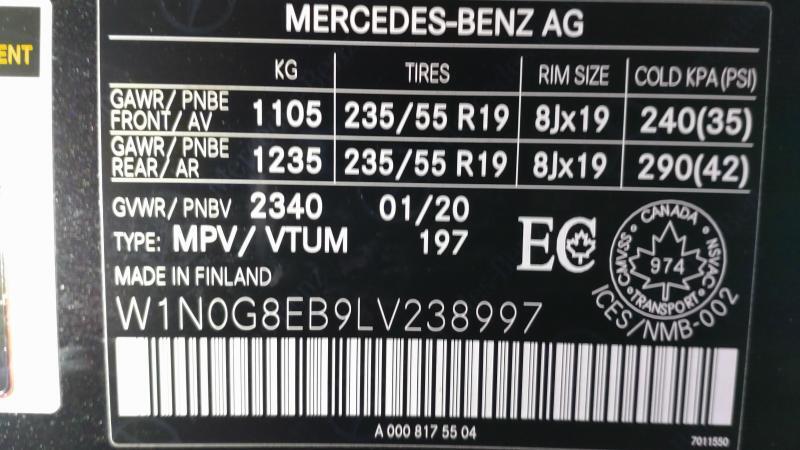 MERCEDES-BENZ AG
ENT
KG TIRES RIM SIZE COLD KPA (PSI)
GAWR/ PNBE
FRONT/ AV 1105 235/55 R19 8Jx19 240(35)
GAWR/ PNBE
REAR/ AR 1235 235/55 R19 8Jx19 290(42)
GVWR/ PNBV 2340 01/20
TYPE: MPV/ VTUM 197
EC
CANADA
CMVSS NSVAC
974
TRANSPORT
ICES/NMB-002
MADE IN FINLAND
W1N0G8EB9LV238997
A 000 817 55 04
7011550